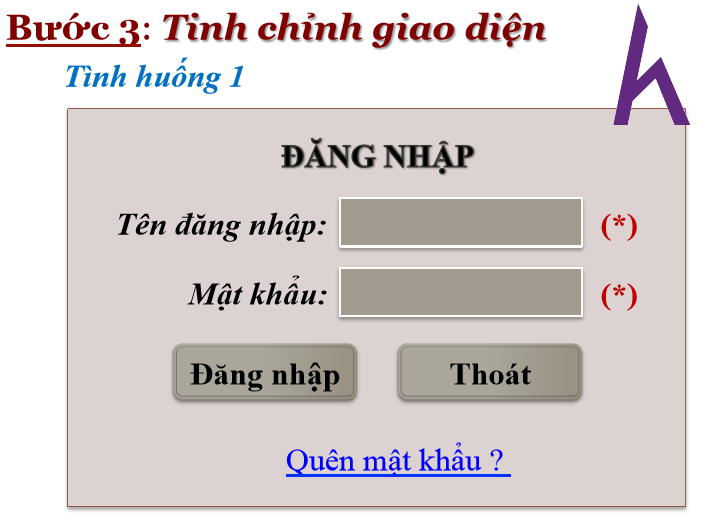 Bước 3: Tinh chỉnh giao diện
Tình huống 1
ĐĂNG NHẬP
Tên đăng nhập: (*)
Mật khẩu: (*)
Đăng nhập Thoát
Quên mật khẩu ?